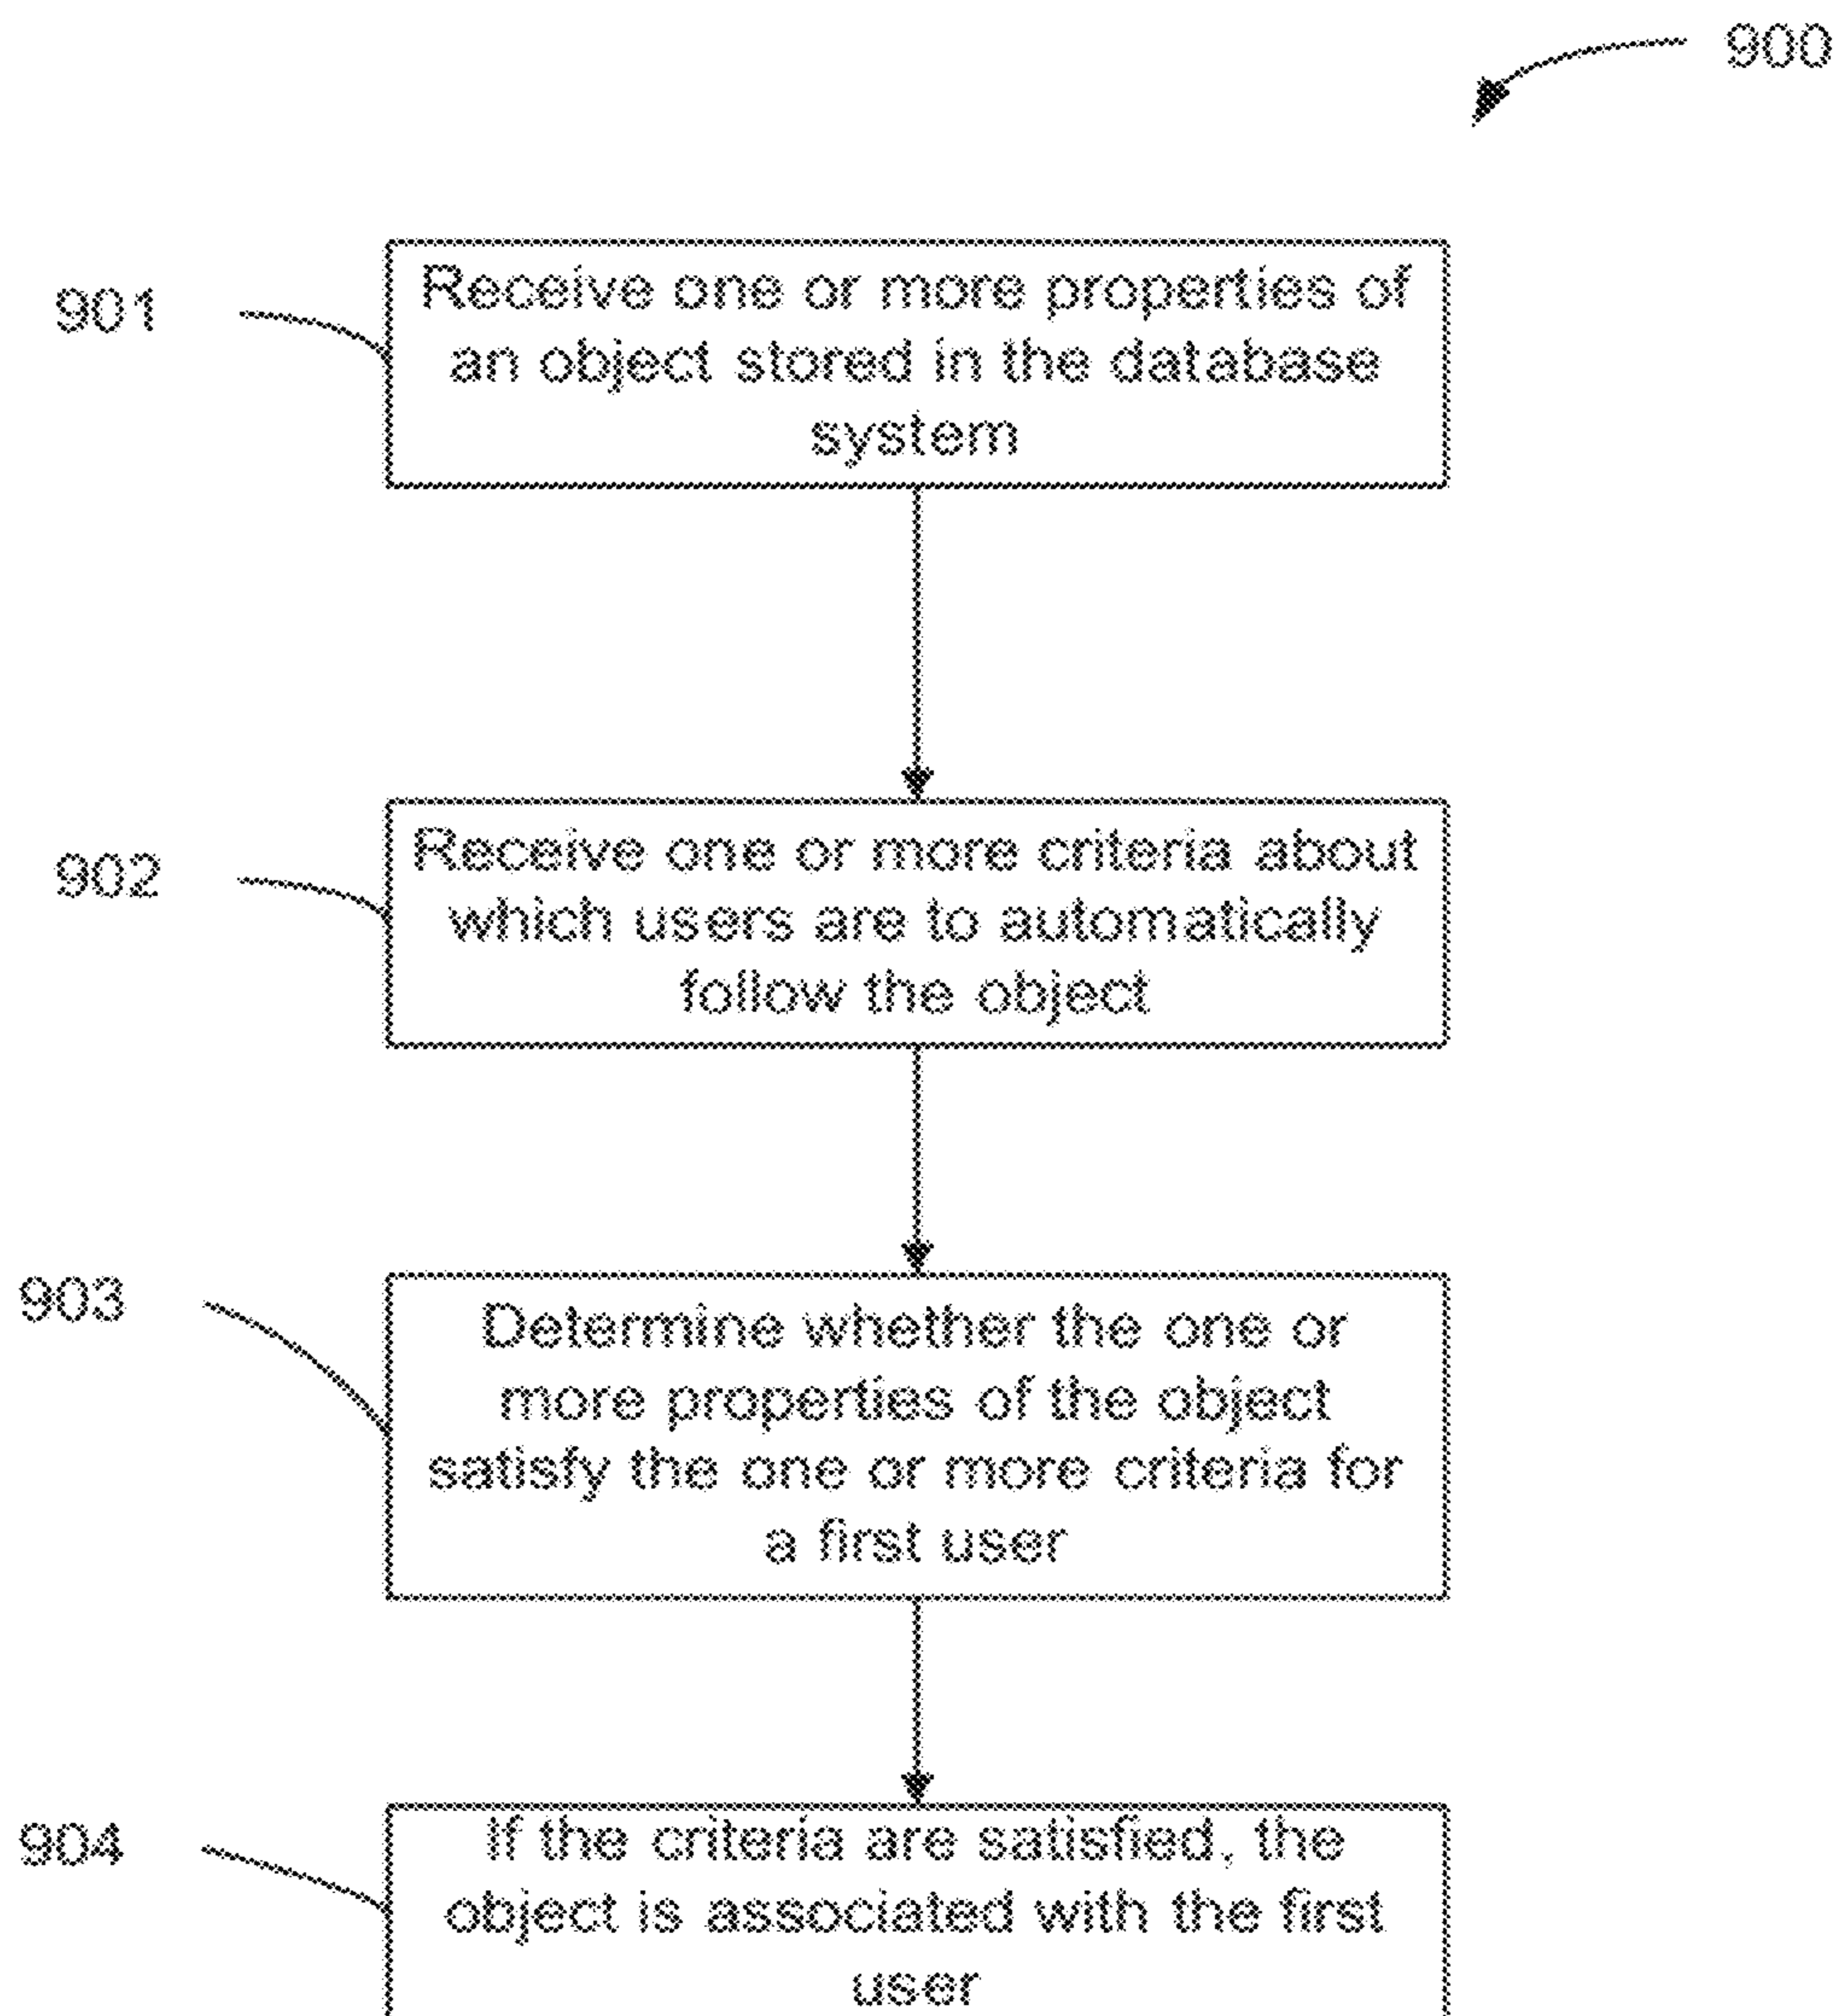 900
901
Receive one or more properties of
an object stored in the database
system
902
Receive one or more criteria about
which users are to automatically
follow the object
903
Determine whether the one or
more properties of the object
satisfy the one or more criteria for
a first user
904
If the criteria are satisfied, the
object is associated with the first
user